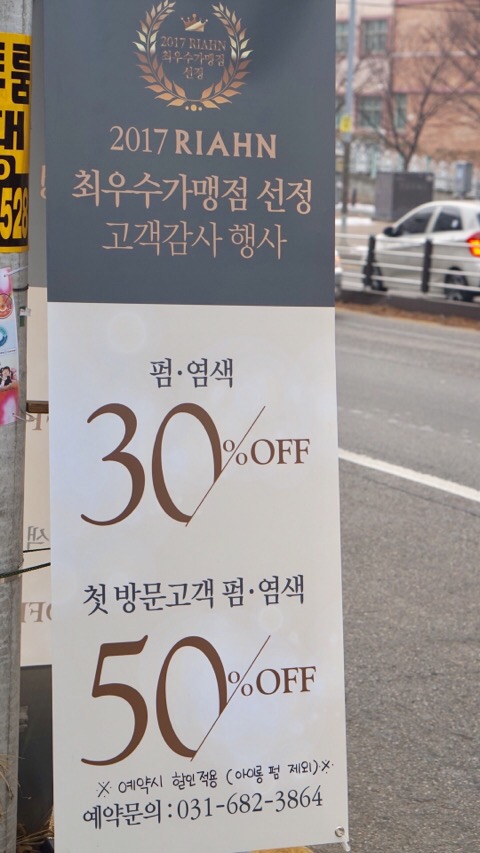 2017 RIAHN
최우수가맹점
선정
2017 RIAHN
최우수가맹점 선정
고객감사 행사
펌·염색
30% OFF
첫 방문고객 펌·염색
50% OFF
※ 예약시 할인적용 (아이롱 펌 제외) ※
예약문의 : 031-682-3864
룸
528